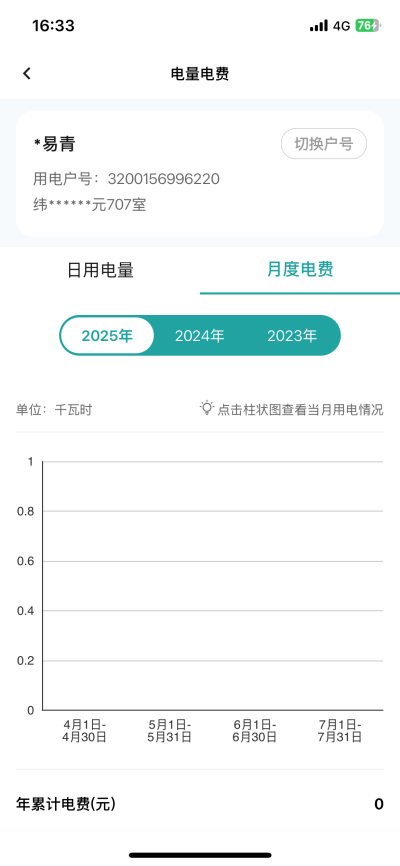 16:33
4G
76
电量电费
*易青
切换户号
用电户号：3200156996220
纬******元707室
日用电量
月度电费
2025年
2024年
2023年
单位：千瓦时
点击柱状图查看当月用电情况
1
0.8
0.6
0.4
0.2
0
4月1日-
4月30日
5月1日-
5月31日
6月1日-
6月30日
7月1日-
7月31日
年累计电费(元)
0